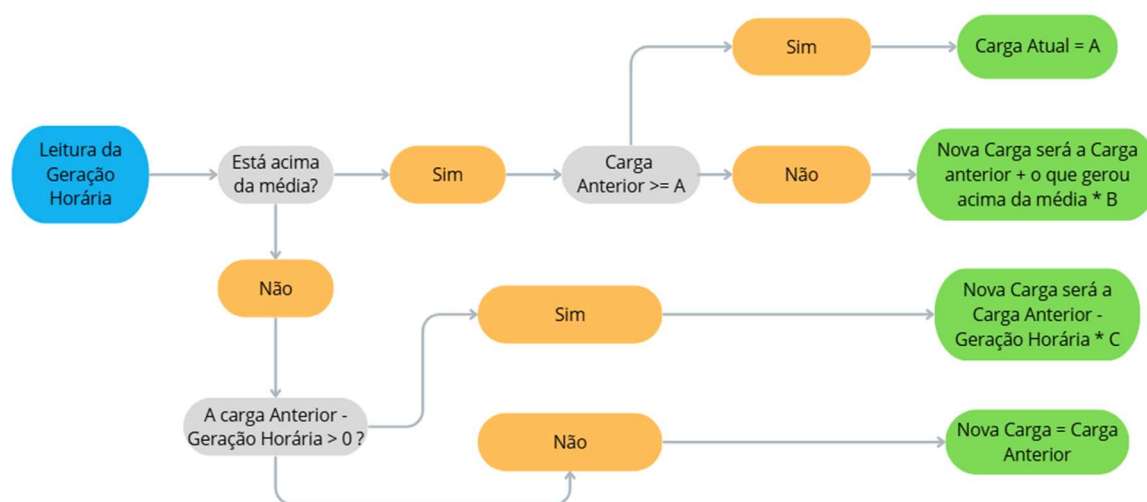 Sim
Carga Atual = A
Leitura da
Geração
Horária
Está acima
da média?
Sim
Carga
Anterior >= A
Não
Nova Carga será a Carga
anterior + o que gerou
acima da média * B
Não
Sim
Nova Carga será a
Carga Anterior -
Geração Horária * C
A carga Anterior -
Geração Horária > 0 ?
Não
Nova Carga = Carga
Anterior